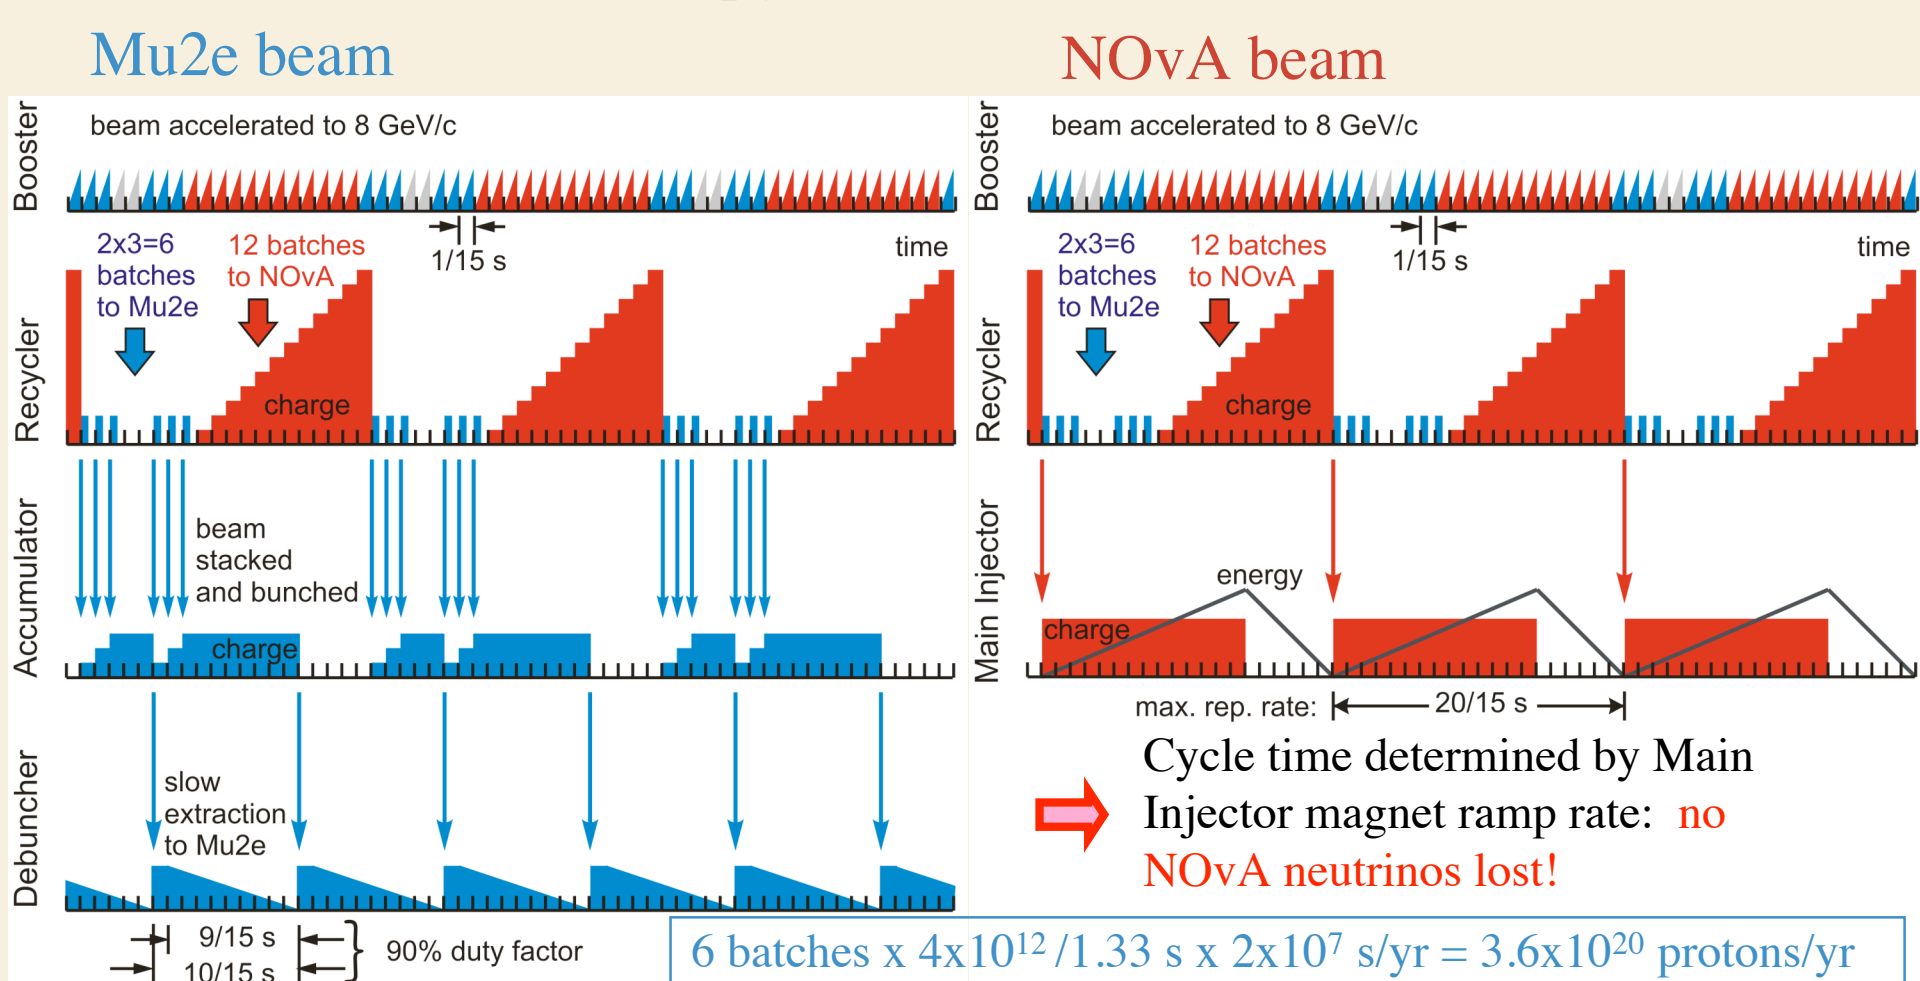 Mu2e beam
Booster
beam accelerated to 8 GeV/c
1/15 s
2x3=6
batches
to Mu2e
12 batches
to NOvA
time
Recycler
charge
Accumulator
beam
stacked
and bunched
charge
Debuncher
slow
extraction
to Mu2e
9/15 s
10/15 s
90% duty factor
NOvA beam
Booster
beam accelerated to 8 GeV/c
1/15 s
2x3=6
batches
to Mu2e
12 batches
to NOvA
time
Recycler
charge
Main Injector
energy
charge
max. rep. rate:
20/15 s
Cycle time determined by Main
Injector magnet ramp rate: no
NOvA neutrinos lost!
6 batches x 4x10¹² /1.33 s x 2x10⁷ s/yr = 3.6x10²⁰ protons/yr